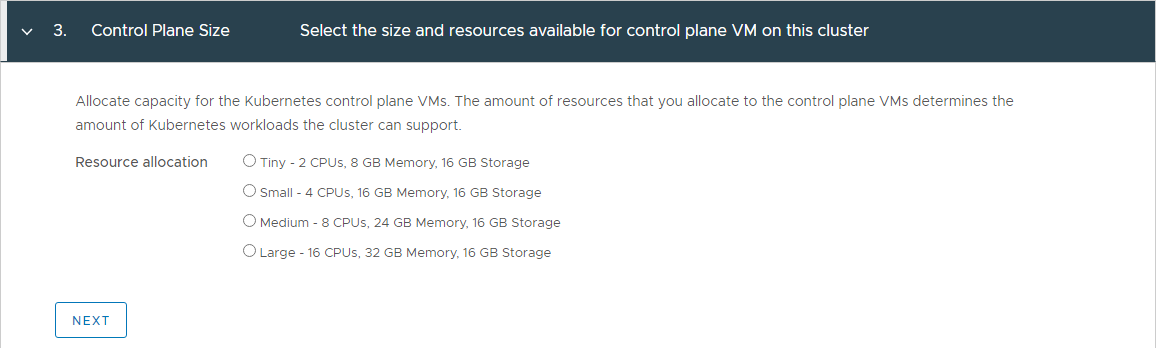 3. Control Plane Size Select the size and resources available for control plane VM on this cluster
Allocate capacity for the Kubernetes control plane VMs. The amount of resources that you allocate to the control plane VMs determines the
amount of Kubernetes workloads the cluster can support.
Resource allocation Tiny - 2 CPUs, 8 GB Memory, 16 GB Storage
Small - 4 CPUs, 16 GB Memory, 16 GB Storage
Medium - 8 CPUs, 24 GB Memory, 16 GB Storage
Large - 16 CPUs, 32 GB Memory, 16 GB Storage
NEXT